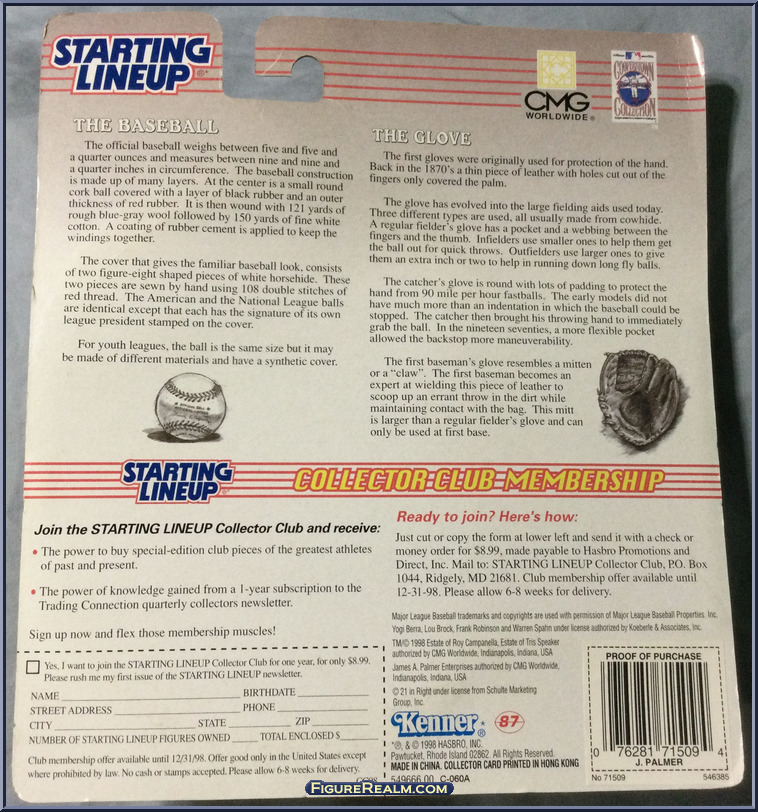 STARTING
LINEUP ®
CMG
WORLDWIDE ®
COOPERSTOWN
COLLECTION
THE BASEBALL
The official baseball weighs between five and five and
a quarter ounces and measures between nine and nine and
a quarter inches in circumference. The baseball construction
is made up of many layers. At the center is a small round
cork ball covered with a layer of black rubber and an outer
thickness of red rubber. It is then wound with 121 yards of
rough blue-gray wool followed by 150 yards of fine white
cotton. A coating of rubber cement is applied to keep the
windings together.
The cover that gives the familiar baseball look, consists
of two figure-eight shaped pieces of white horsehide. These
two pieces are sewn by hand using 108 double stitches of
red thread. The American and the National League balls
are identical except that each has the signature of its own
league president stamped on the cover.
For youth leagues, the ball is the same size but it may
be made of different materials and have a synthetic cover.
THE GLOVE
The first gloves were originally used for protection of the hand.
Back in the 1870's a thin piece of leather with holes cut out of the
fingers only covered the palm.
The glove has evolved into the large fielding aids used today.
Three different types are used, all usually made from cowhide.
A regular fielder's glove has a pocket and a webbing between the
fingers and the thumb. Infielders use smaller ones to help them get
the ball out for quick throws. Outfielders use larger ones to give
them an extra inch or two to help in running down long fly balls.
The catcher's glove is round with lots of padding to protect the
hand from 90 mile per hour fastballs. The early models did not
have much more than an indentation in which the baseball could be
stopped. The catcher then brought his throwing hand to immediately
grab the ball. In the nineteen seventies, a more flexible pocket
allowed the backstop more maneuverability.
The first baseman's glove resembles a mitten
or a "claw". The first baseman becomes an
expert at wielding this piece of leather to
scoop up an errant throw in the dirt while
maintaining contact with the bag. This mitt
is larger than a regular fielder's glove and can
only be used at first base.
STARTING
LINEUP ®
COLLECTOR CLUB MEMBERSHIP
Join the STARTING LINEUP Collector Club and receive:
• The power to buy special-edition club pieces of the greatest athletes
of past and present.
• The power of knowledge gained from a 1-year subscription to the
Trading Connection quarterly collectors newsletter.
Sign up now and flex those membership muscles!
Yes, I want to join the STARTING LINEUP Collector Club for one year, for only $8.99.
Please rush me my first issue of the STARTING LINEUP newsletter.
NAME BIRTHDATE
STREET ADDRESS PHONE
CITY STATE ZIP
NUMBER OF STARTING LINEUP FIGURES OWNED TOTAL ENCLOSED $
Club membership offer available until 12/31/98. Offer good only in the United States except
where prohibited by law. No cash or stamps accepted. Please allow 6-8 weeks for delivery.
CC98
Ready to join? Here's how:
Just cut or copy the form at lower left and send it with a check or
money order for $8.99, made payable to Hasbro Promotions and
Direct, Inc. Mail to: STARTING LINEUP Collector Club, P.O. Box
1044, Ridgely, MD 21681. Club membership offer available until
12-31-98. Please allow 6-8 weeks for delivery.
Major League Baseball trademarks and copyrights are used with permission of Major League Baseball Properties, Inc.
Yogi Berra, Lou Brock, Frank Robinson and Warren Spahn under license authorized by Koeberle & Associates, Inc.
TM/© 1998 Estate of Roy Campanella, Estate of Tris Speaker
authorized by CMG Worldwide, Indianapolis, Indiana, USA
James A. Palmer Enterprises authorized by CMG Worldwide,
Indianapolis, Indiana, USA
© 21 in Right under license from Schulte Marketing
Group, Inc.
Kenner ® 87
*®, & © 1998 HASBRO, INC.
Pawtucket, Rhode Island 02862. All Rights Reserved.
MADE IN CHINA. COLLECTOR CARD PRINTED IN HONG KONG
549666.00 C-060A
PROOF OF PURCHASE
0 76281 71509 4
J. PALMER
No 71509 546385
FIGUREREALM.COM